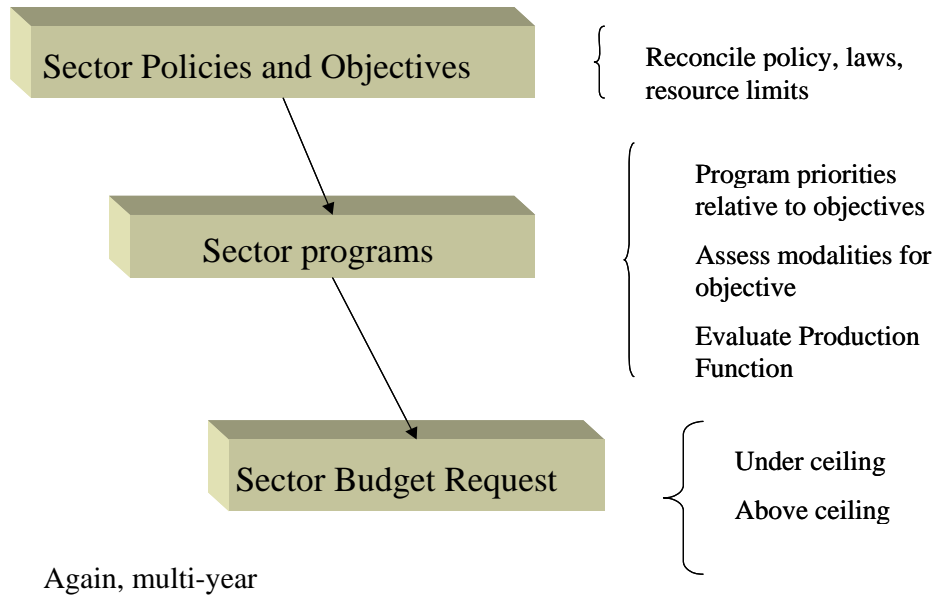 Sector Policies and Objectives
Reconcile policy, laws,
resource limits
Sector programs
Program priorities
relative to objectives
Assess modalities for
objective
Evaluate Production
Function
Sector Budget Request
Under ceiling
Above ceiling
Again, multi-year